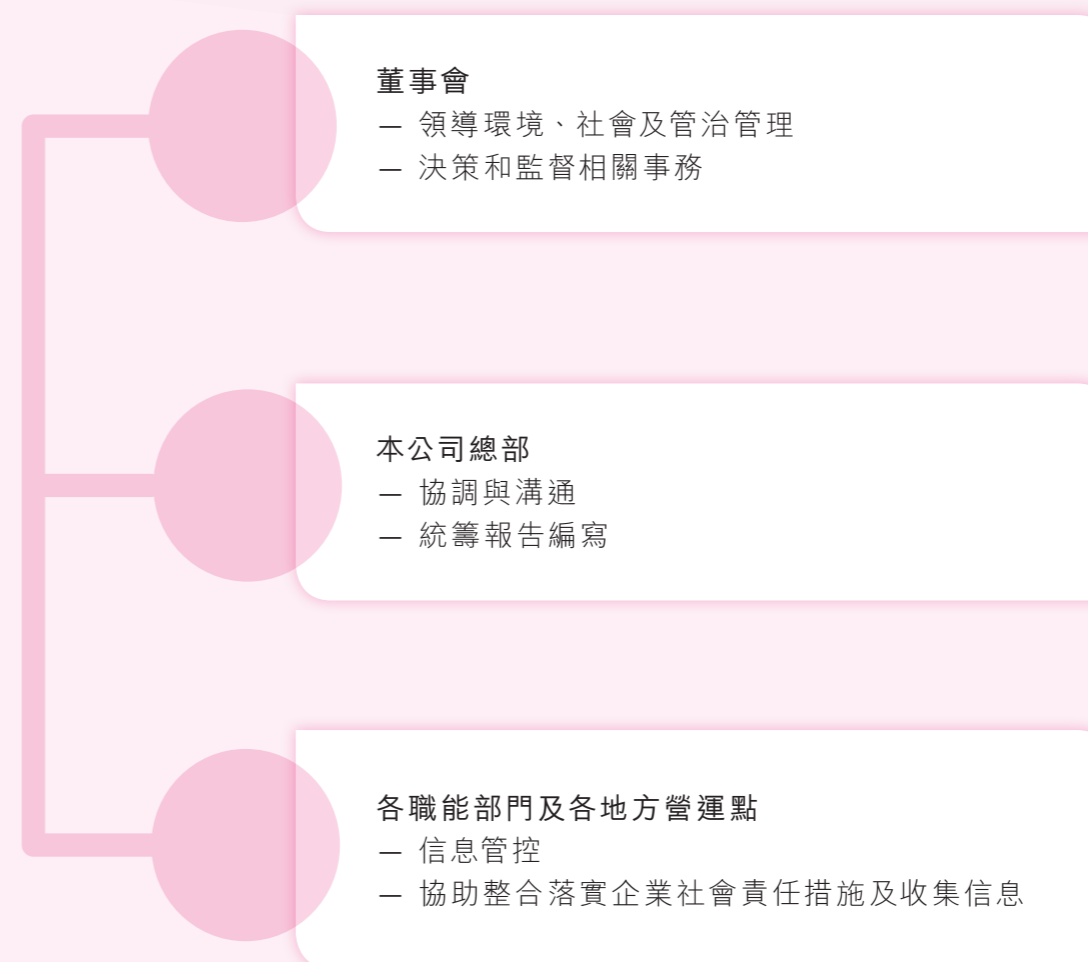 董事會
— 領導環境、社會及管治管理
— 決策和監督相關事務
本公司總部
— 協調與溝通
— 統籌報告編寫
各職能部門及各地方營運點
— 信息管控
— 協助整合落實企業社會責任措施及收集信息